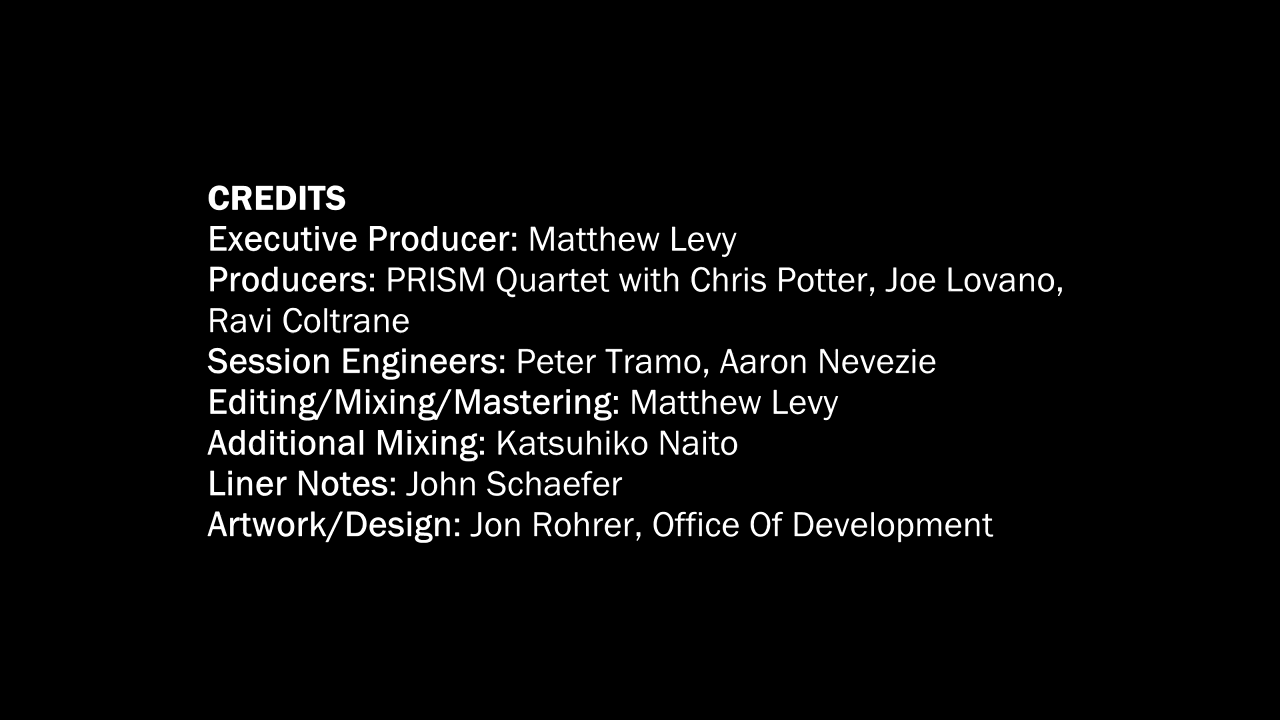 CREDITS
Executive Producer: Matthew Levy
Producers: PRISM Quartet with Chris Potter, Joe Lovano,
Ravi Coltrane
Session Engineers: Peter Tramo, Aaron Nevezie
Editing/Mixing/Mastering: Matthew Levy
Additional Mixing: Katsuhiko Naito
Liner Notes: John Schaefer
Artwork/Design: Jon Rohrer, Office Of Development